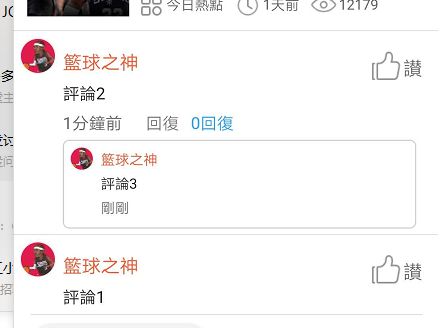 今日熱點 1天前 12179
籃球之神 讚
評論2
1分鐘前 回復 0回復
籃球之神
評論3
剛剛
籃球之神 讚
評論1